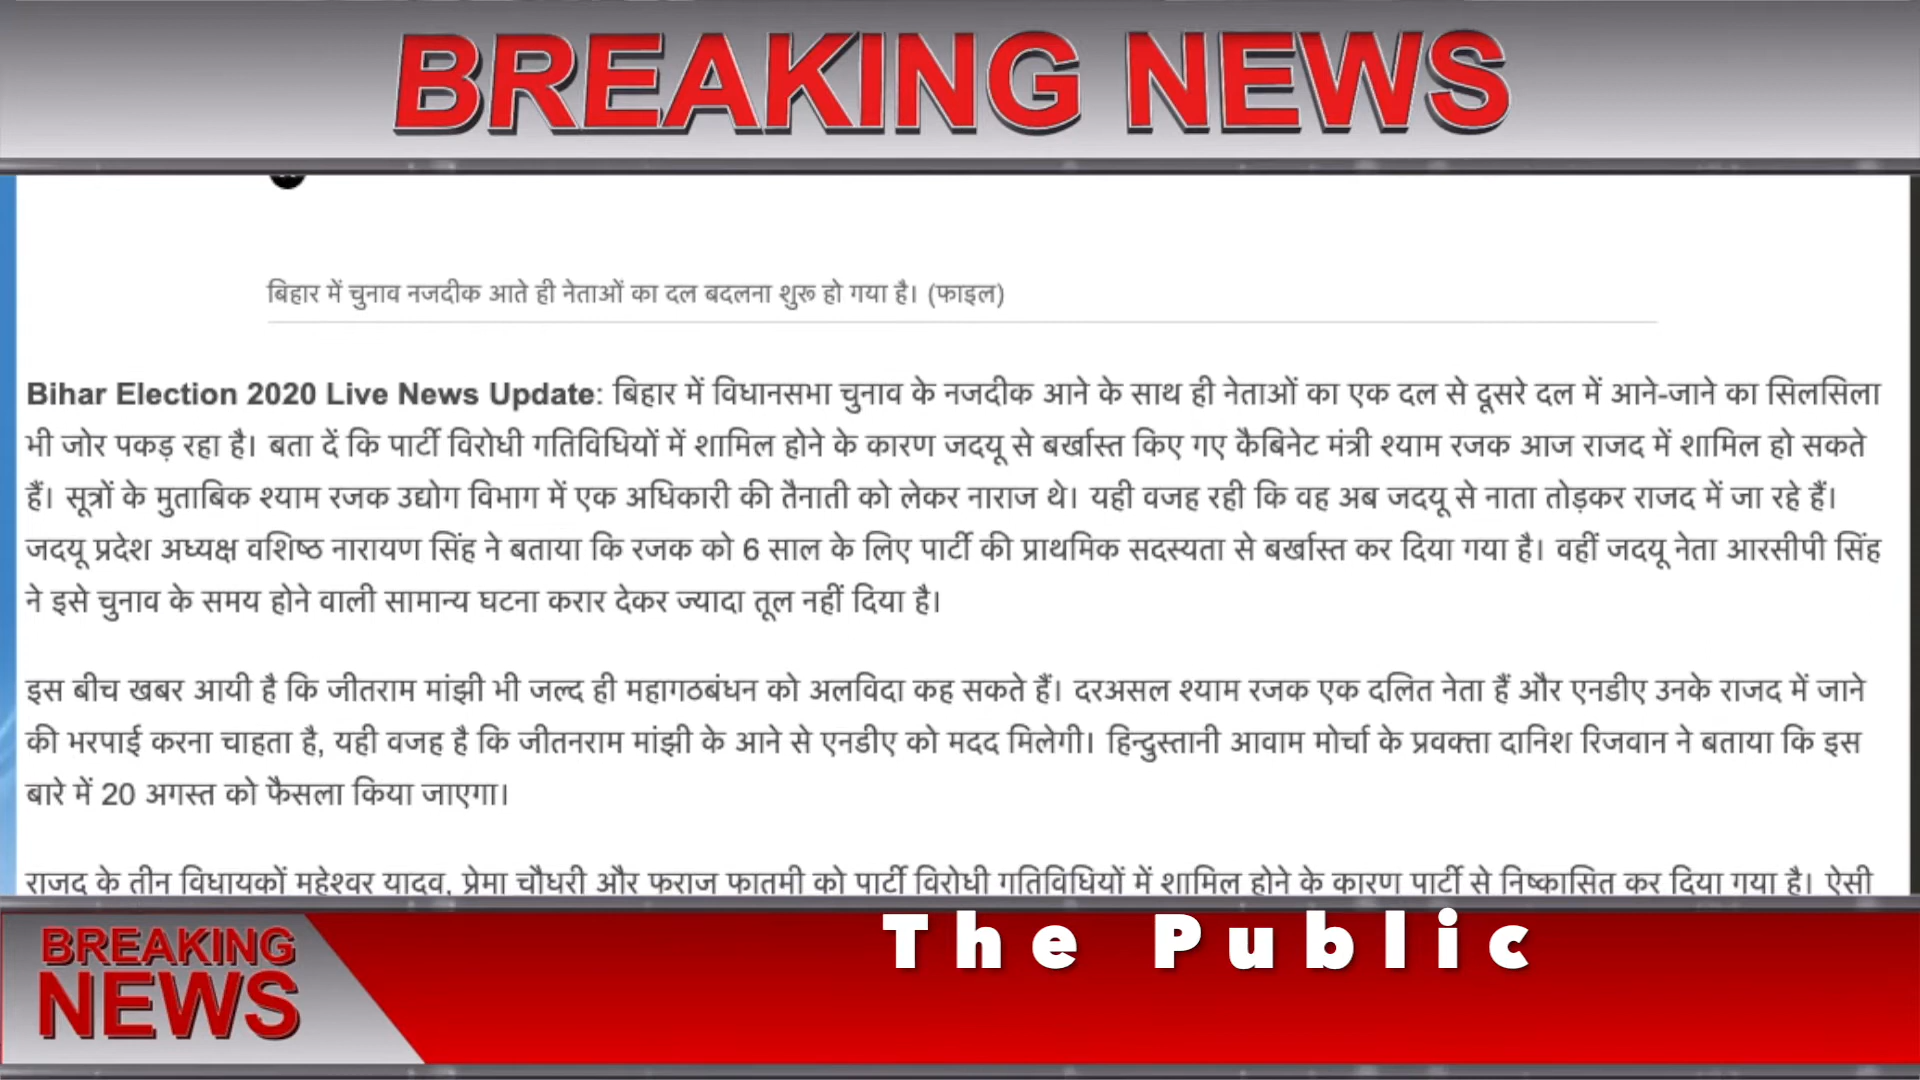 BREAKING NEWS
बिहार में चुनाव नजदीक आते ही नेताओं का दल बदलना शुरू हो गया है। (फाइल)
Bihar Election 2020 Live News Update: बिहार में विधानसभा चुनाव के नजदीक आने के साथ ही नेताओं का एक दल से दूसरे दल में आने-जाने का सिलसिला
भी जोर पकड़ रहा है। बता दें कि पार्टी विरोधी गतिविधियों में शामिल होने के कारण जदयू से बर्खास्त किए गए कैबिनेट मंत्री श्याम रजक आज राजद में शामिल हो सकते
हैं। सूत्रों के मुताबिक श्याम रजक उद्योग विभाग में एक अधिकारी की तैनाती को लेकर नाराज थे। यही वजह रही कि वह अब जदयू से नाता तोड़कर राजद में जा रहे हैं।
जदयू प्रदेश अध्यक्ष वशिष्ठ नारायण सिंह ने बताया कि रजक को 6 साल के लिए पार्टी की प्राथमिक सदस्यता से बर्खास्त कर दिया गया है। वहीं जदयू नेता आरसीपी सिंह
ने इसे चुनाव के समय होने वाली सामान्य घटना करार देकर ज्यादा तूल नहीं दिया है।
इस बीच खबर आयी है कि जीतराम मांझी भी जल्द ही महागठबंधन को अलविदा कह सकते हैं। दरअसल श्याम रजक एक दलित नेता हैं और एनडीए उनके राजद में जाने
की भरपाई करना चाहता है, यही वजह है कि जीतनराम मांझी के आने से एनडीए को मदद मिलेगी। हिन्दुस्तानी आवाम मोर्चा के प्रवक्ता दानिश रिजवान ने बताया कि इस
बारे में 20 अगस्त को फैसला किया जाएगा।
राजद के तीन विधायकों महेश्वर यादव, प्रेमा चौधरी और फराज फातमी को पार्टी विरोधी गतिविधियों में शामिल होने के कारण पार्टी से निष्कासित कर दिया गया है। ऐसी
The Public
BREAKING
NEWS